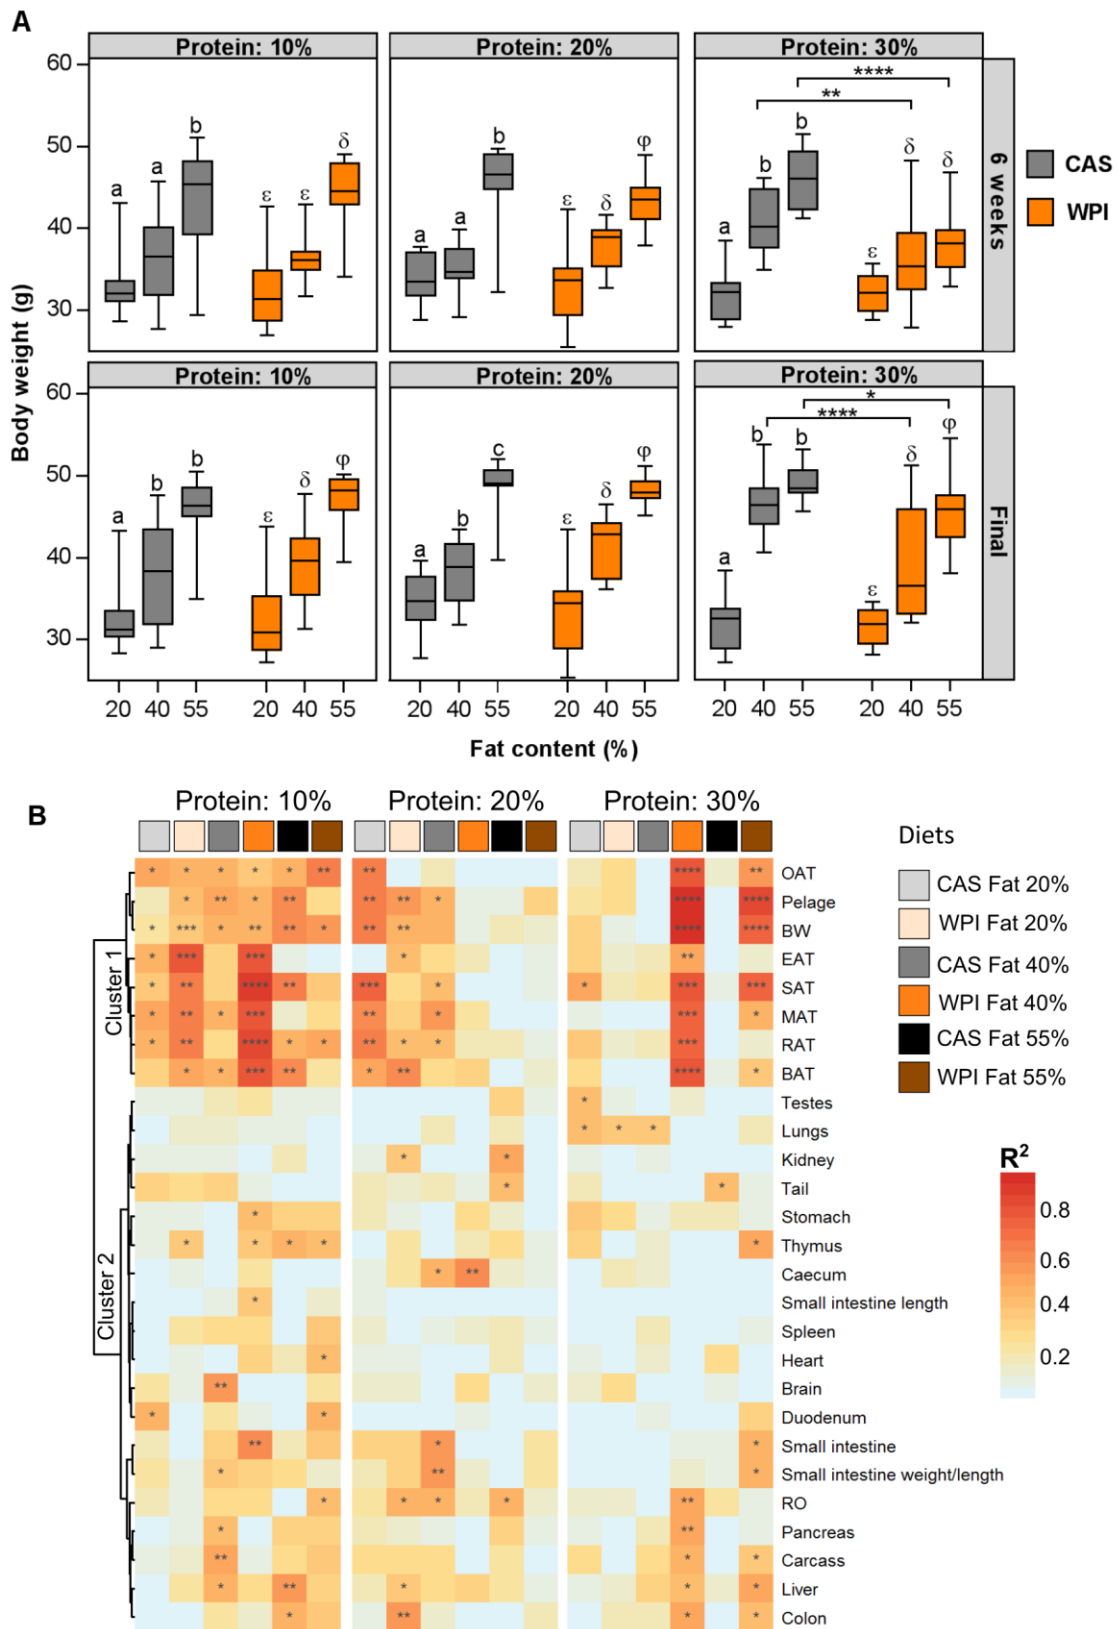 A
Protein: 10% Protein: 20% Protein: 30%
60
50
40
30
a a b ε ε δ
a a b ε δ φ
a b b ε δ δ
**
****
6 weeks
CAS
WPI
Body weight (g)
Protein: 10% Protein: 20% Protein: 30%
60
50
40
30
a b b ε δ φ
a b c ε δ φ
a b b ε δ φ
****
*
Final
20 40 55 20 40 55 20 40 55 20 40 55 20 40 55 20 40 55
Fat content (%)
B
Protein: 10% Protein: 20% Protein: 30%
Cluster 1
Cluster 2
* * * * * ** ** **** ** OAT
* ** * ** ** ** * **** **** Pelage
* *** * ** ** * ** ** **** **** BW
* *** *** * ** EAT
* ** **** ** *** * * *** *** SAT
* ** * *** ** * *** * MAT
* ** **** * * ** * * *** RAT
* * *** ** * ** **** * BAT
* Testes
* * * Lungs
* * Kidney
* * Tail
* Stomach
* * * * * Thymus
* ** Caecum
* Small intestine length
Spleen
* Heart
** Brain
* * Duodenum
** * * Small intestine
* ** * Small intestine weight/length
* * * * ** RO
* ** Pancreas
** * * Carcass
* ** * * * Liver
* ** * * Colon
Diets
CAS Fat 20%
WPI Fat 20%
CAS Fat 40%
WPI Fat 40%
CAS Fat 55%
WPI Fat 55%
R²
0.8
0.6
0.4
0.2